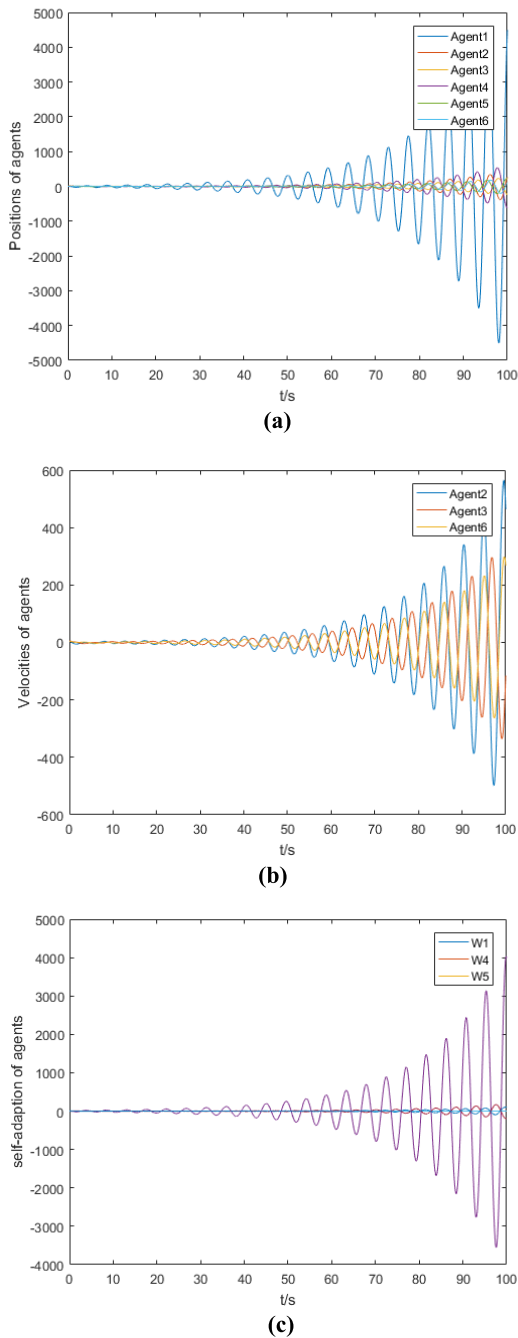 5000
4000
3000
2000
1000
0
-1000
-2000
-3000
-4000
-5000
Positions of agents
Agent1
Agent2
Agent3
Agent4
Agent5
Agent6
0 10 20 30 40 50 60 70 80 90 100
t/s
(a)
600
400
200
0
-200
-400
-600
Velocities of agents
Agent2
Agent3
Agent6
0 10 20 30 40 50 60 70 80 90 100
t/s
(b)
5000
4000
3000
2000
1000
0
-1000
-2000
-3000
-4000
self-adaption of agents
W1
W4
W5
0 10 20 30 40 50 60 70 80 90 100
t/s
(c)